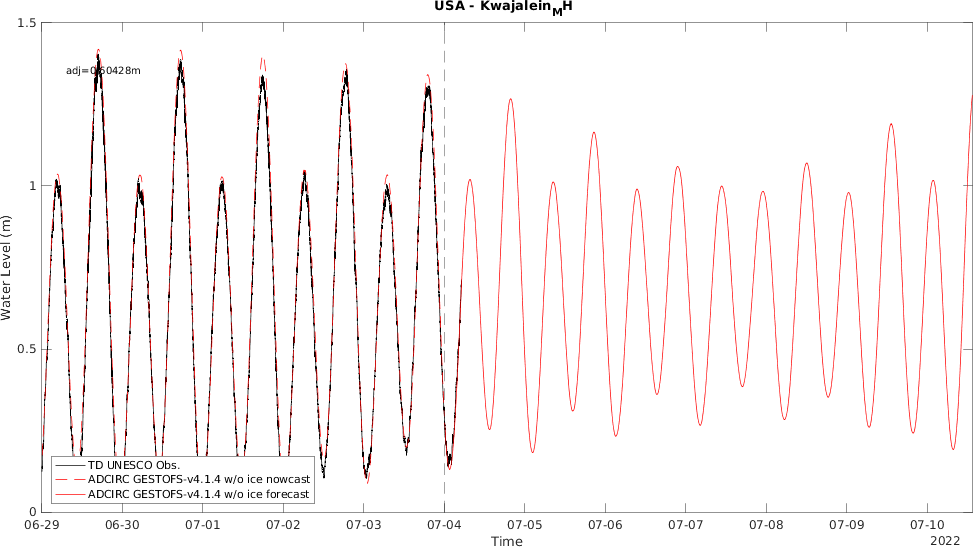 USA - Kwajalein_MH
1.5
adj=0.60428m
1
Water Level (m)
0.5
TD UNESCO Obs.
ADCIRC GESTOFS-v4.1.4 w/o ice nowcast
ADCIRC GESTOFS-v4.1.4 w/o ice forecast
0
06-29 06-30 07-01 07-02 07-03 07-04 07-05 07-06 07-07 07-08 07-09 07-10
Time
2022